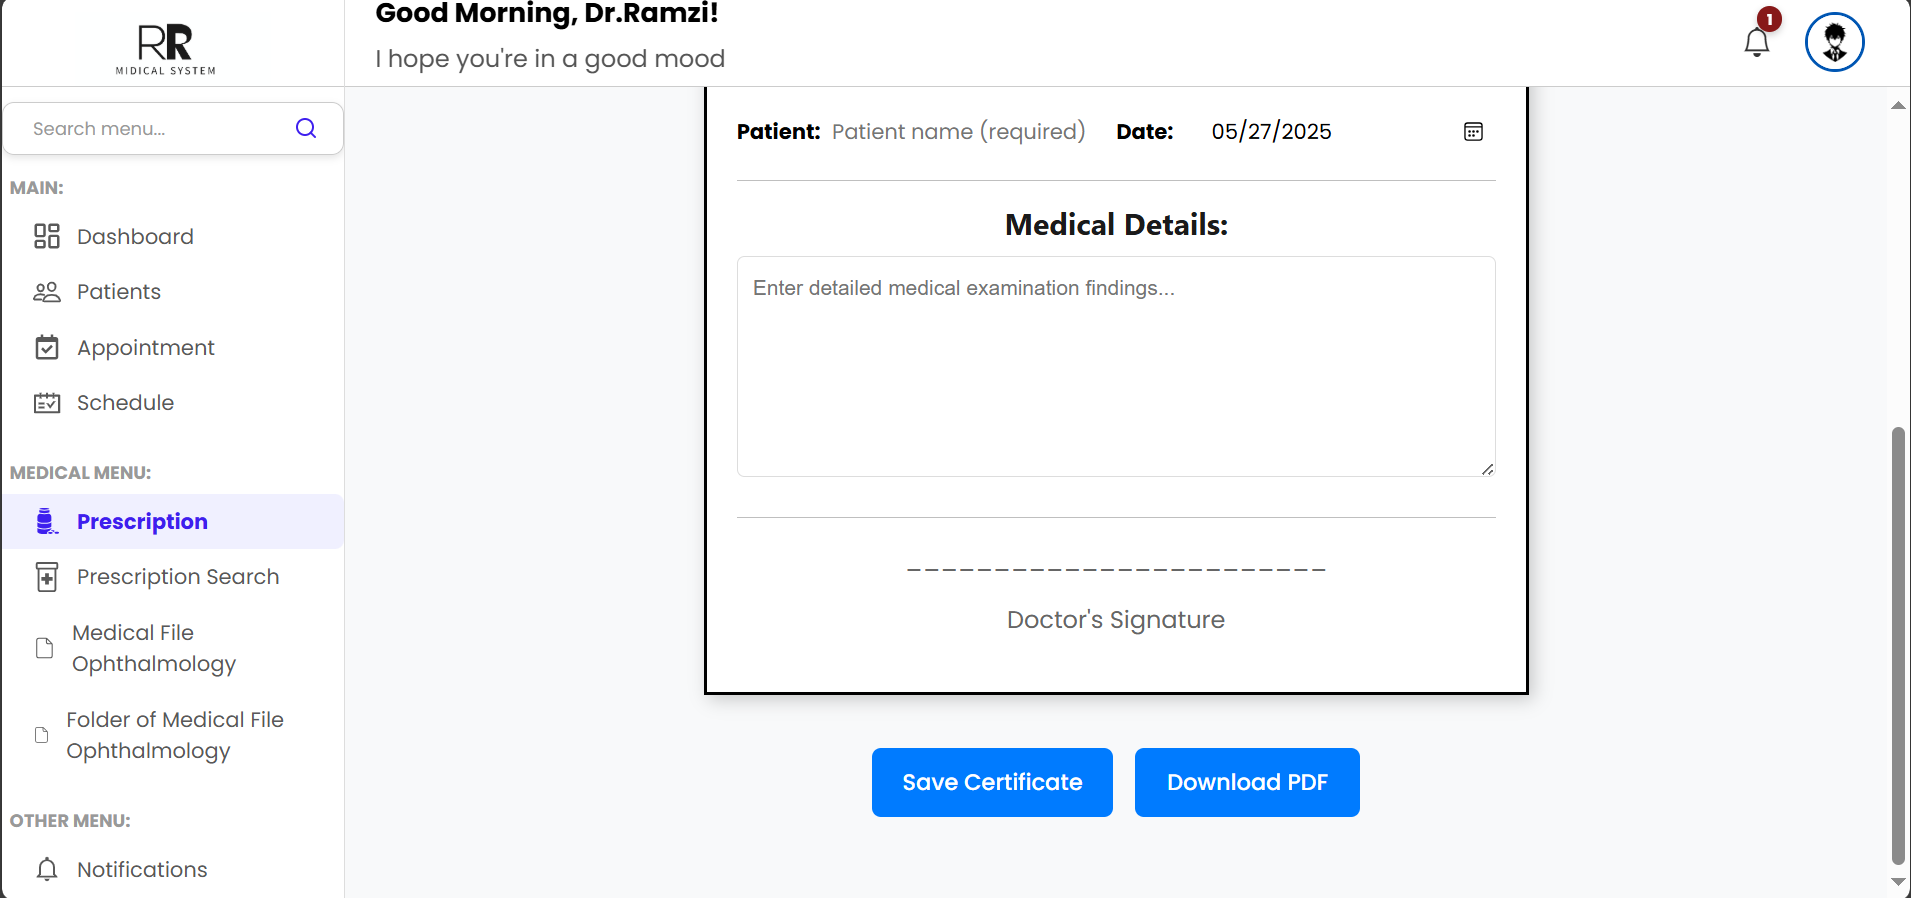 RR
MIDICAL SYSTEM
Good Morning, Dr.Ramzi!
I hope you're in a good mood
1
Search menu...
MAIN:
Dashboard
Patients
Appointment
Schedule
MEDICAL MENU:
Prescription
Prescription Search
Medical File
Ophthalmology
Folder of Medical File
Ophthalmology
OTHER MENU:
Notifications
Patient: Patient name (required) Date: 05/27/2025
Medical Details:
Enter detailed medical examination findings...
________________________
Doctor's Signature
Save Certificate Download PDF